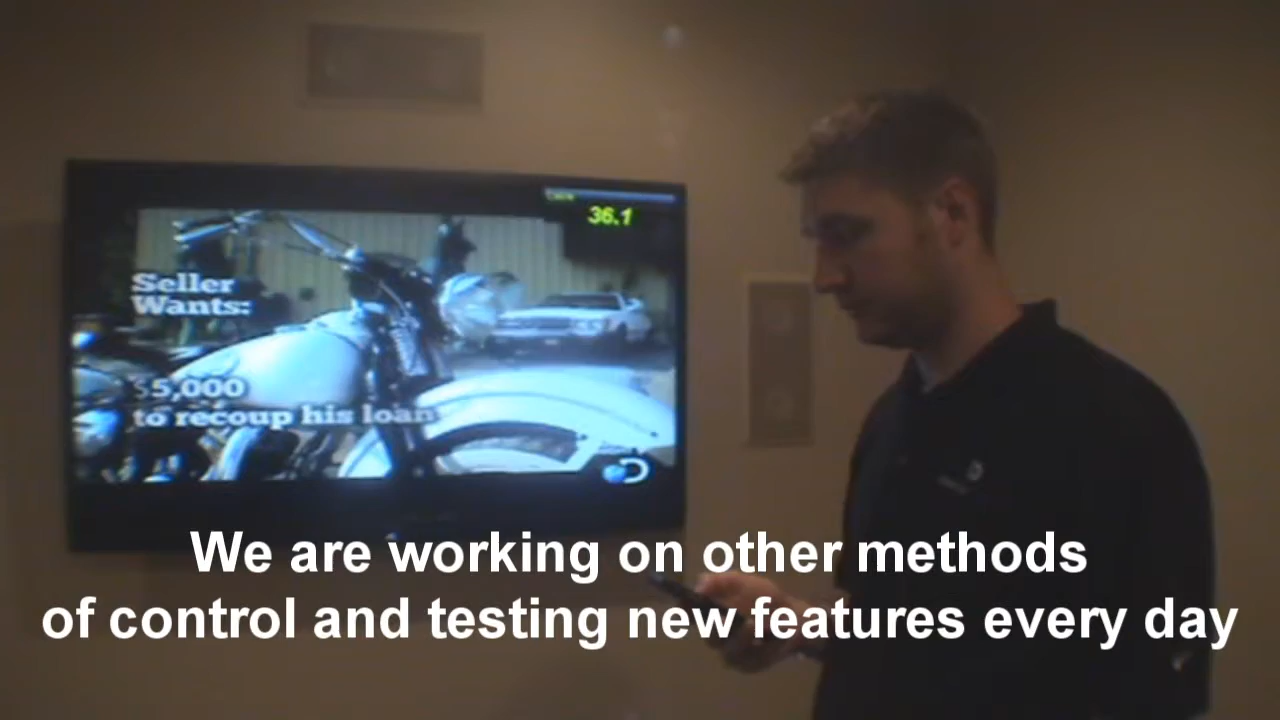 36.1
Seller
Wants:
$5,000
to recoup his loan
We are working on other methods
of control and testing new features every day